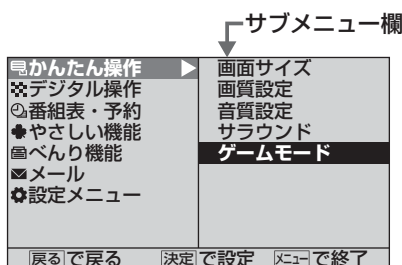 サブメニュー欄
かんたん操作
デジタル操作
番組表・予約
やさしい機能
べんり機能
メール
設定メニュー
画面サイズ
画質設定
音質設定
サラウンド
ゲームモード
戻るで戻る 決定で設定 メニューで終了